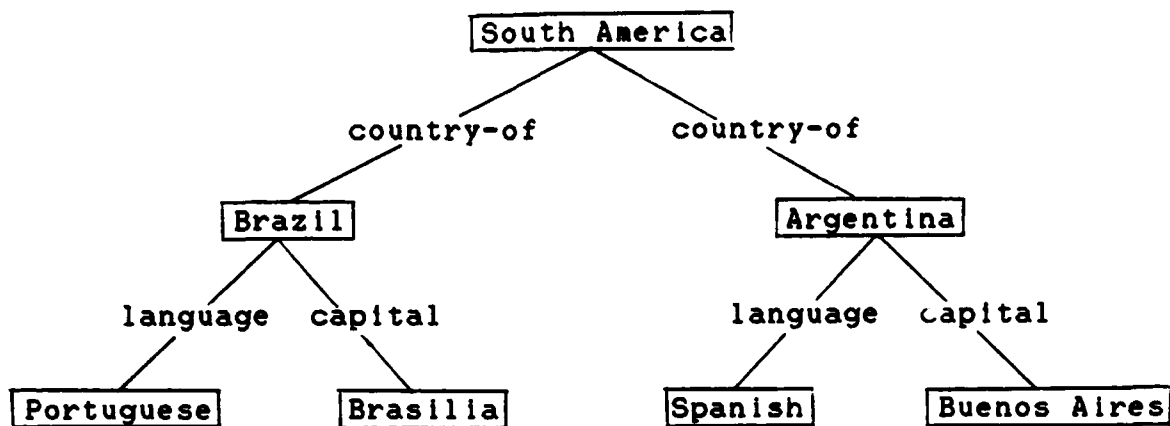 South America
country-of country-of
Brazil Argentina
language capital language capital
Portuguese Brasilia Spanish Buenos Aires